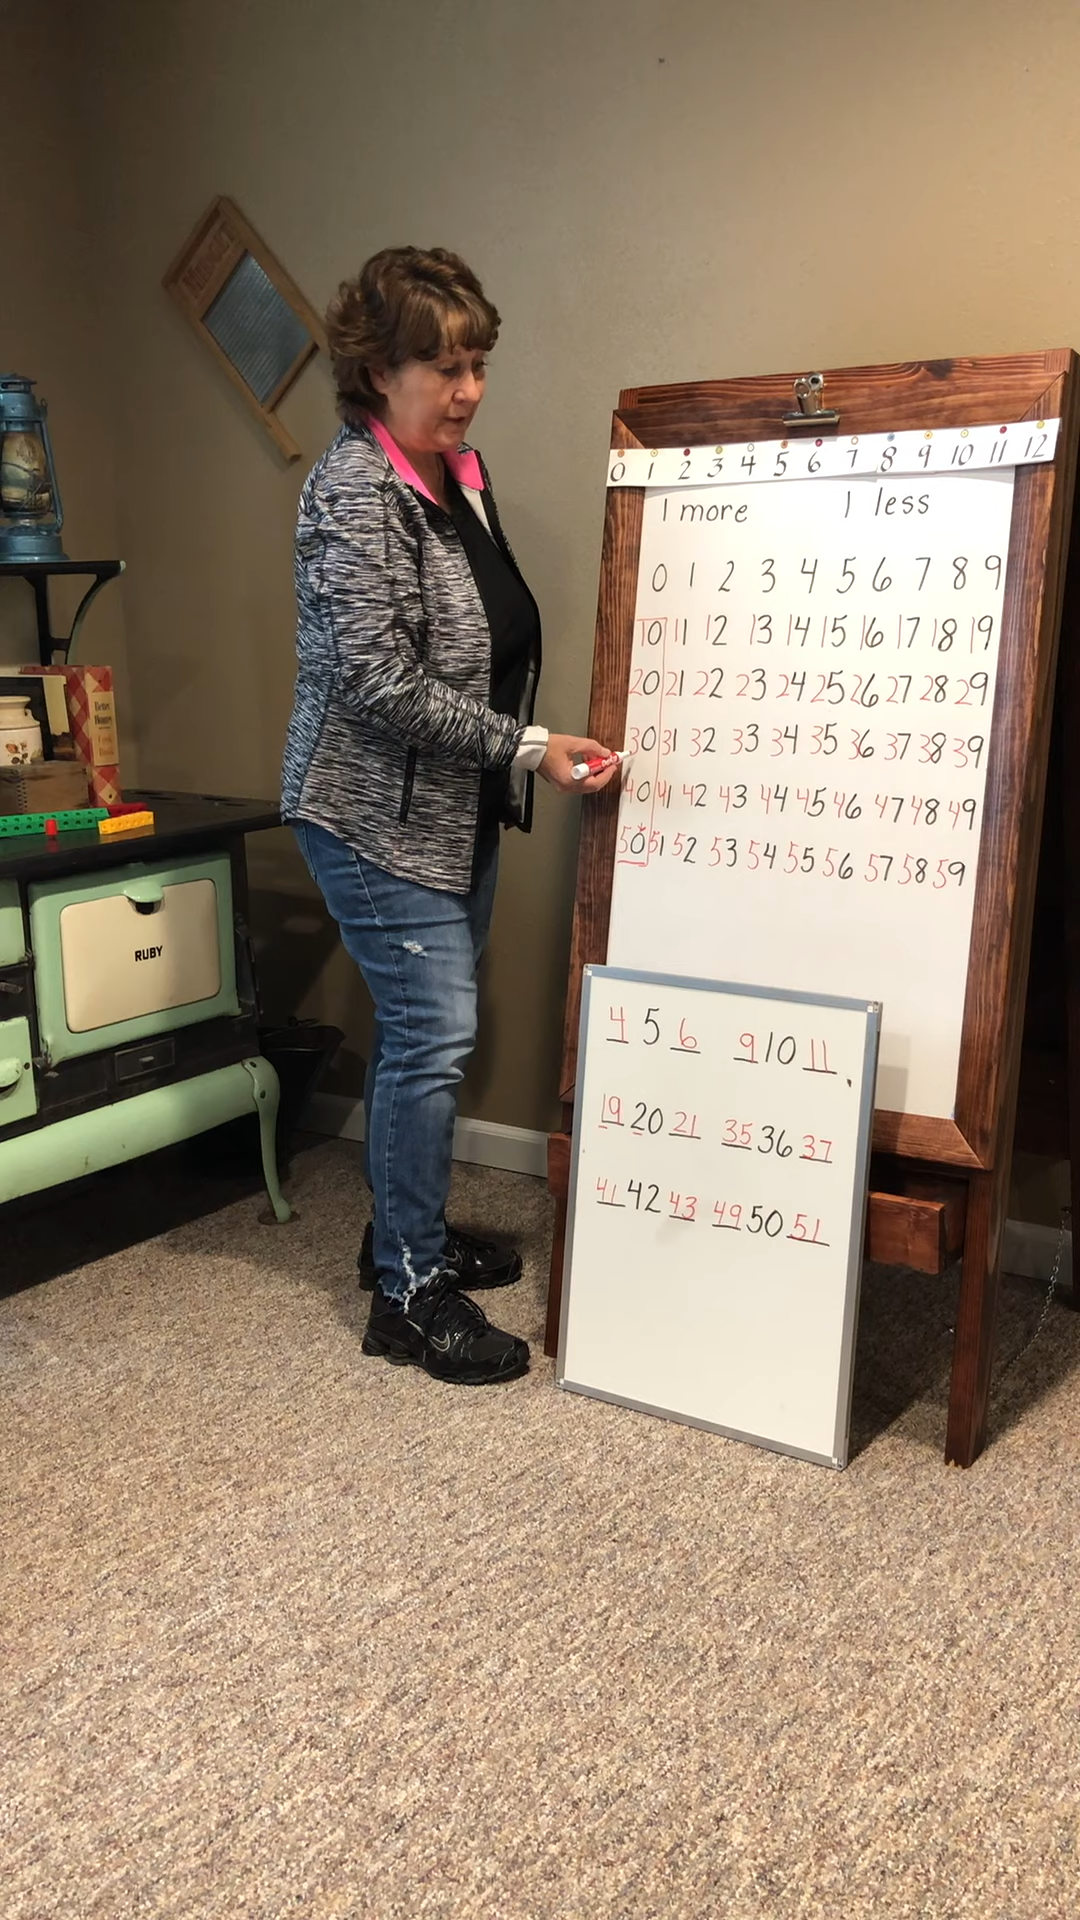 0 1 2 3 4 5 6 7 8 9 10 11 12
1 more 1 less
0 1 2 3 4 5 6 7 8 9
10 11 12 13 14 15 16 17 18 19
20 21 22 23 24 25 26 27 28 29
30 31 32 33 34 35 36 37 38 39
40 41 42 43 44 45 46 47 48 49
50 51 52 53 54 55 56 57 58 59
4 5 6 9 10 11
19 20 21 35 36 37
41 42 43 49 50 51
RUBY
Better
Homes